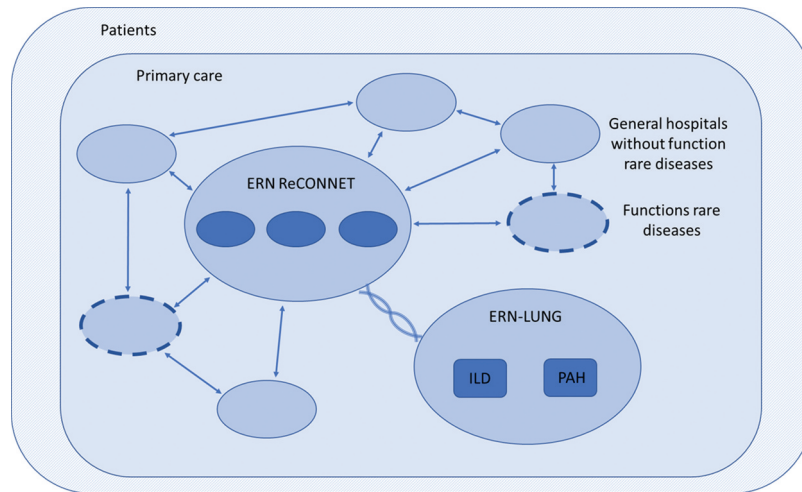 Patients
Primary care
General hospitals
without function
rare diseases
ERN ReCONNET
Functions rare
diseases
ERN-LUNG
ILD
PAH